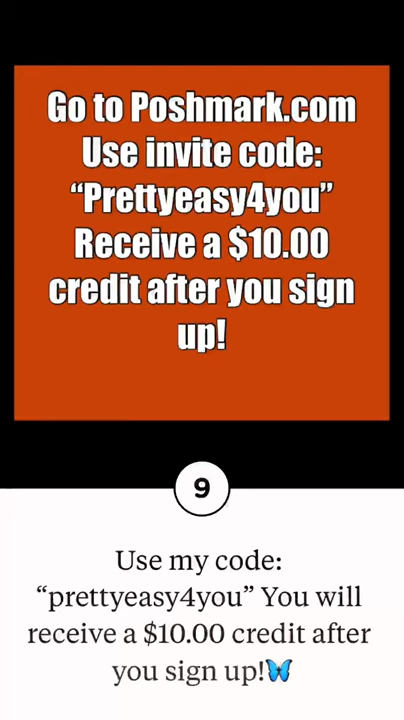 Go to Poshmark.com
Use invite code:
“Prettyeasy4you”
Receive a $10.00
credit after you sign
up!
9
Use my code:
“prettyeasy4you” You will
receive a $10.00 credit after
you sign up!🦋